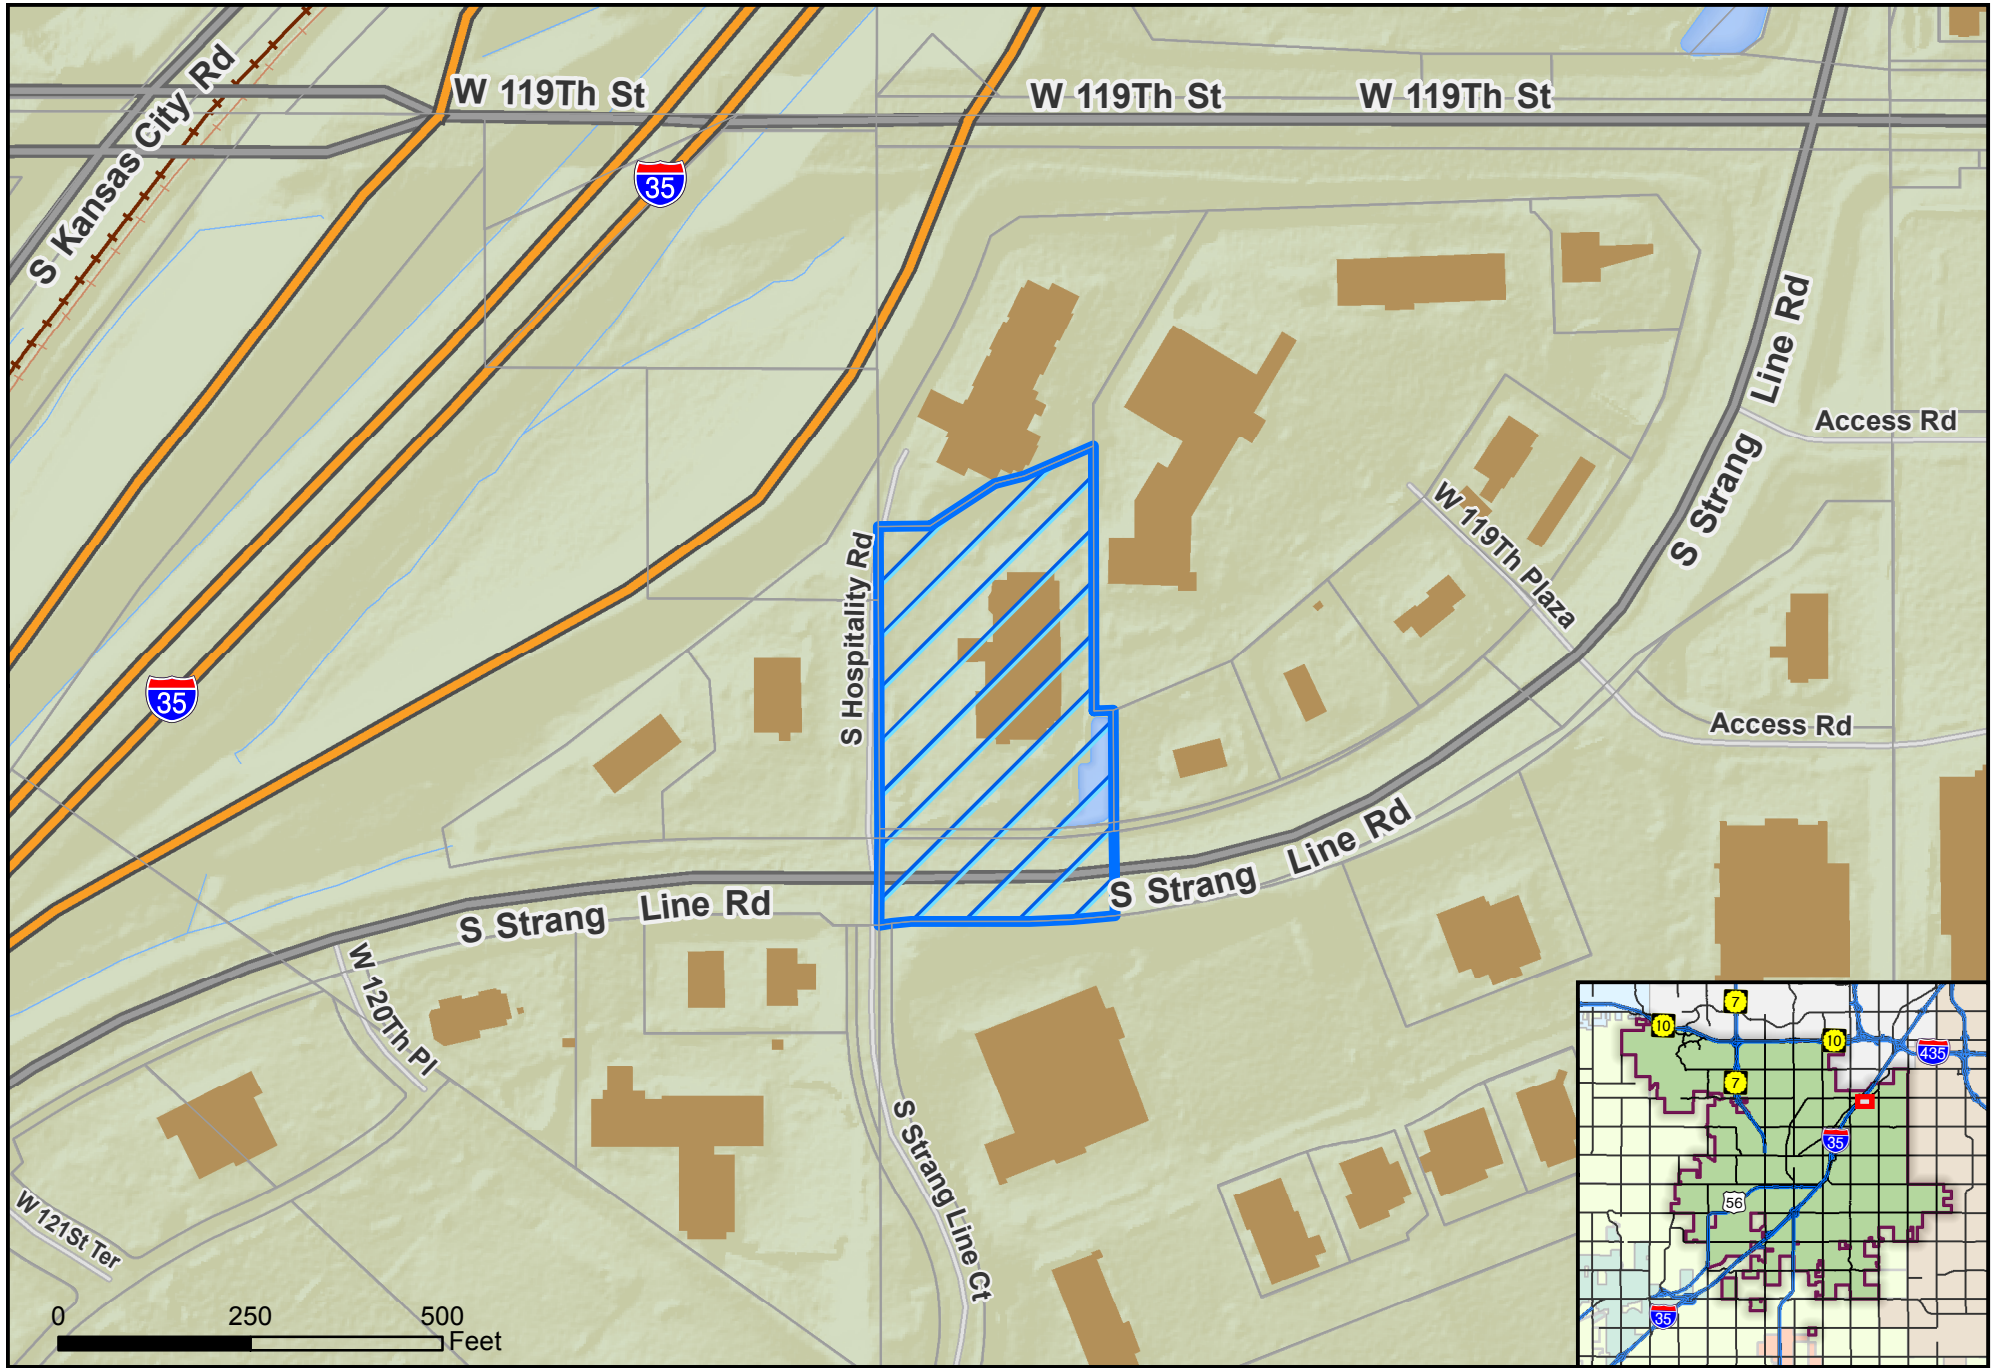 S Kansas City Rd
W 119Th St
W 119Th St
W 119Th St
35
S Strang Line Rd
Access Rd
W 119Th Plaza
S Hospitality Rd
35
Access Rd
S Strang Line Rd
S Strang Line Rd
W 120Th Pl
S Strang Line Ct
W 121St Ter
0 250 500
Feet
7
10
10
435
7
35
56
35